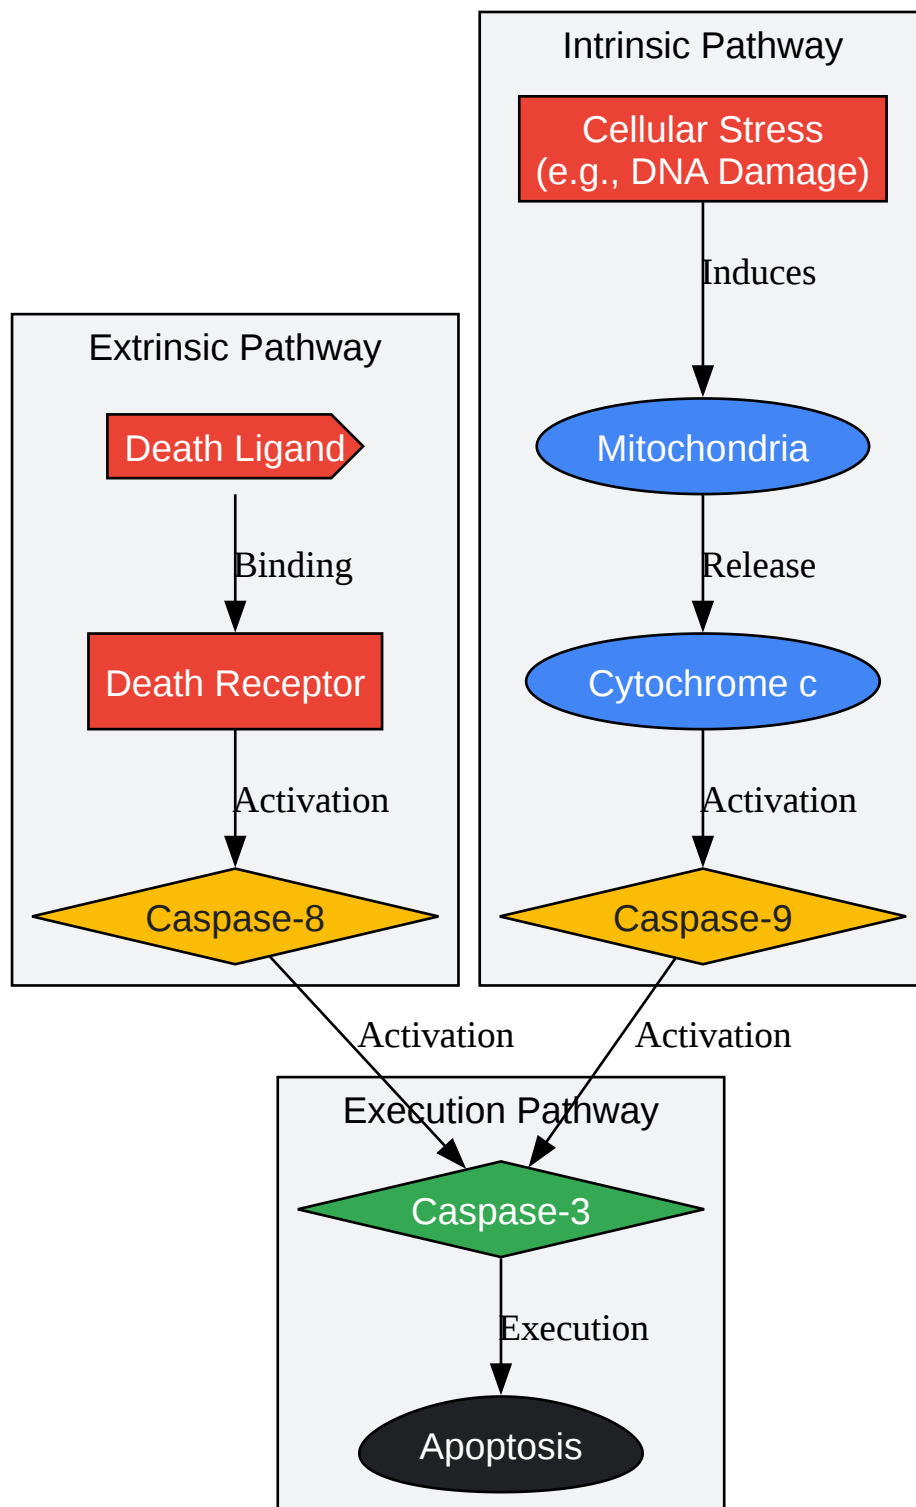 Intrinsic Pathway
Cellular Stress
(e.g., DNA Damage)
Induces
Mitochondria
Release
Cytochrome c
Activation
Caspase-9
Extrinsic Pathway
Death Ligand
Binding
Death Receptor
Activation
Caspase-8
Activation
Activation
Execution Pathway
Caspase-3
Execution
Apoptosis